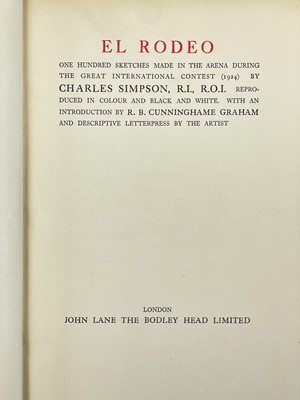 EL RODEO
ONE HUNDRED SKETCHES MADE IN THE ARENA DURING
THE GREAT INTERNATIONAL CONTEST (1924) BY
CHARLES SIMPSON, R.I., R.O.I. REPRO-
DUCED IN COLOUR AND BLACK AND WHITE. WITH AN
INTRODUCTION BY R. B. CUNNINGHAME GRAHAM
AND DESCRIPTIVE LETTERPRESS BY THE ARTIST
LONDON
JOHN LANE THE BODLEY HEAD LIMITED